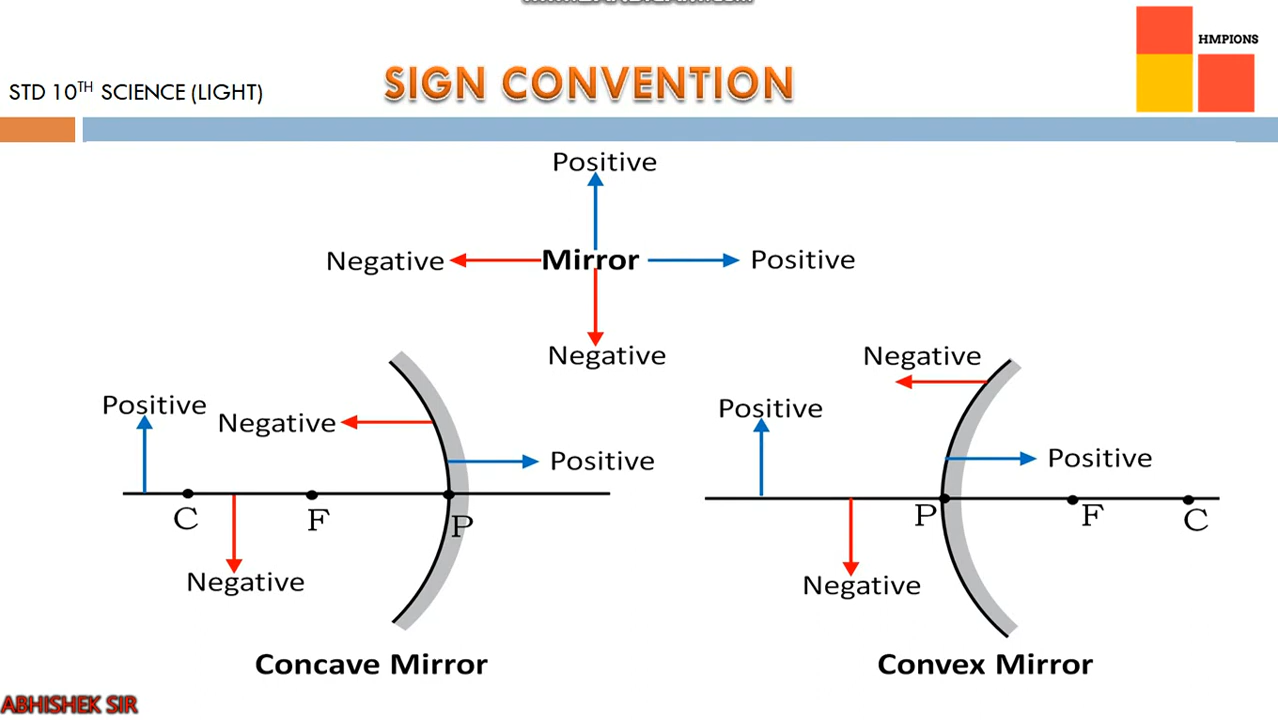 HMPIONS
STD 10TH SCIENCE (LIGHT)
SIGN CONVENTION
Positive
Negative
Mirror
Positive
Negative
Positive
Negative
Positive
C
F
P
Negative
Concave Mirror
Negative
Positive
Positive
P
F
C
Negative
Convex Mirror
ABHISHEK SIR